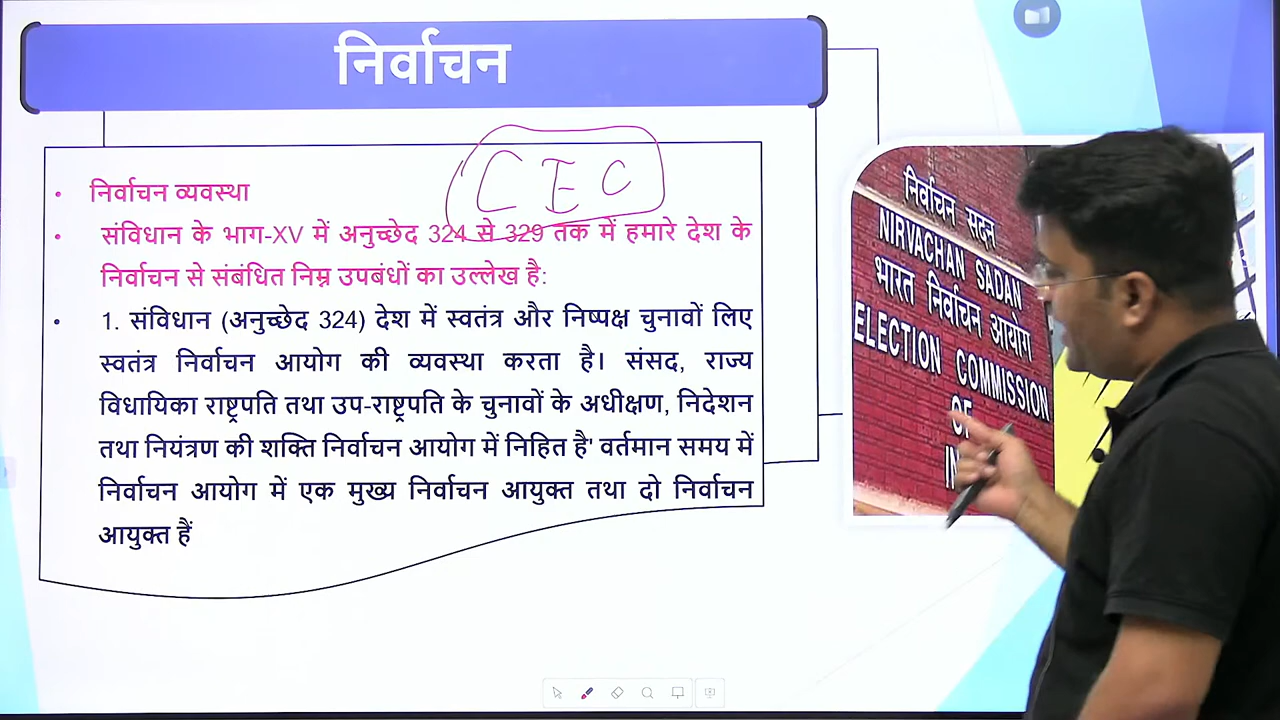 निर्वाचन
CEC
निर्वाचन व्यवस्था
संविधान के भाग-XV में अनुच्छेद 324 से 329 तक में हमारे देश के
निर्वाचन से संबंधित निम्न उपबंधों का उल्लेख है:
1. संविधान (अनुच्छेद 324) देश में स्वतंत्र और निष्पक्ष चुनावों लिए
स्वतंत्र निर्वाचन आयोग की व्यवस्था करता है। संसद, राज्य
विधायिका राष्ट्रपति तथा उप-राष्ट्रपति के चुनावों के अधीक्षण, निदेशन
तथा नियंत्रण की शक्ति निर्वाचन आयोग में निहित है' वर्तमान समय में
निर्वाचन आयोग में एक मुख्य निर्वाचन आयुक्त तथा दो निर्वाचन
आयुक्त हैं
निर्वाचन सदन
NIRVACHAN SADAN
भारत निर्वाचन आयोग
ELECTION COMMISSION
OF